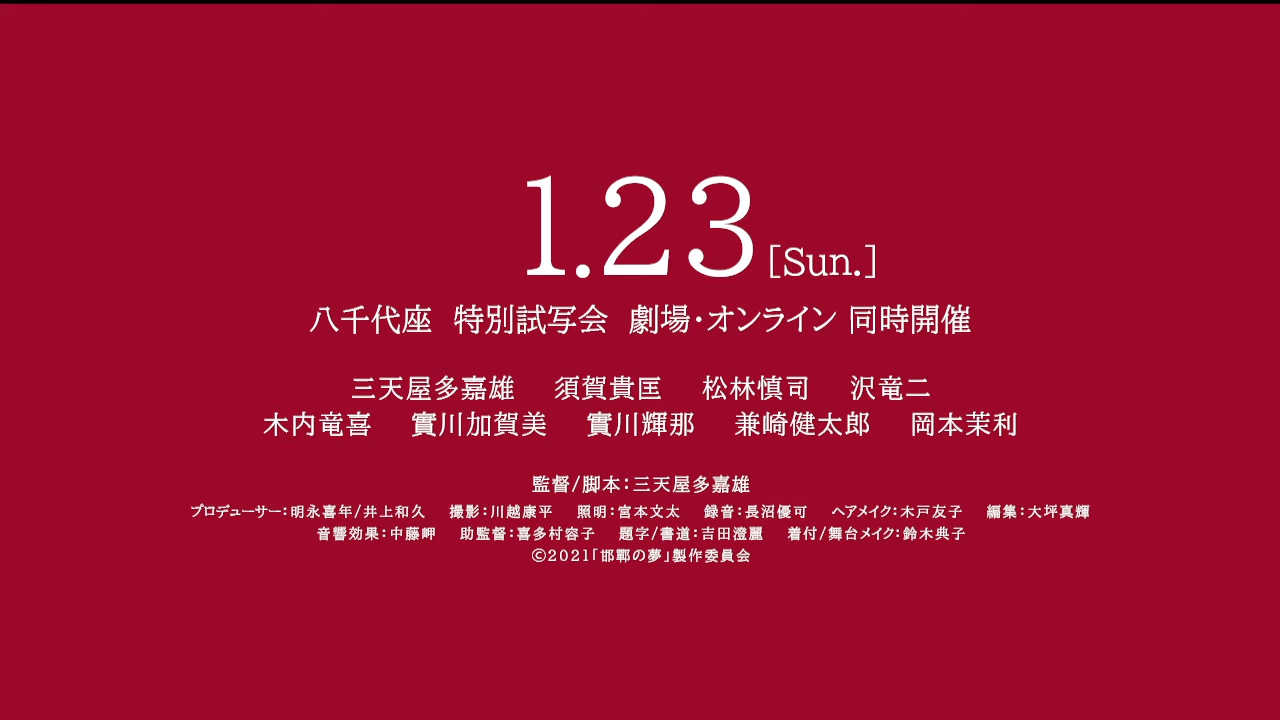 1.23 [Sun.]
八千代座 特別試写会 劇場・オンライン 同時開催
三天屋多嘉雄 須賀貴匡 松林慎司 沢竜二
木内竜喜 實川加賀美 實川輝那 兼崎健太郎 岡本茉利
監督/脚本：三天屋多嘉雄
プロデューサー：明永喜年/井上和久 撮影：川越康平 照明：宮本文太 録音：長沼優可 ヘアメイク：木戸友子 編集：大坪真輝
音響効果：中藤岬 助監督：喜多村容子 題字/書道：吉田澄麗 着付/舞台メイク：鈴木典子
©2021「邯鄲の夢」製作委員会